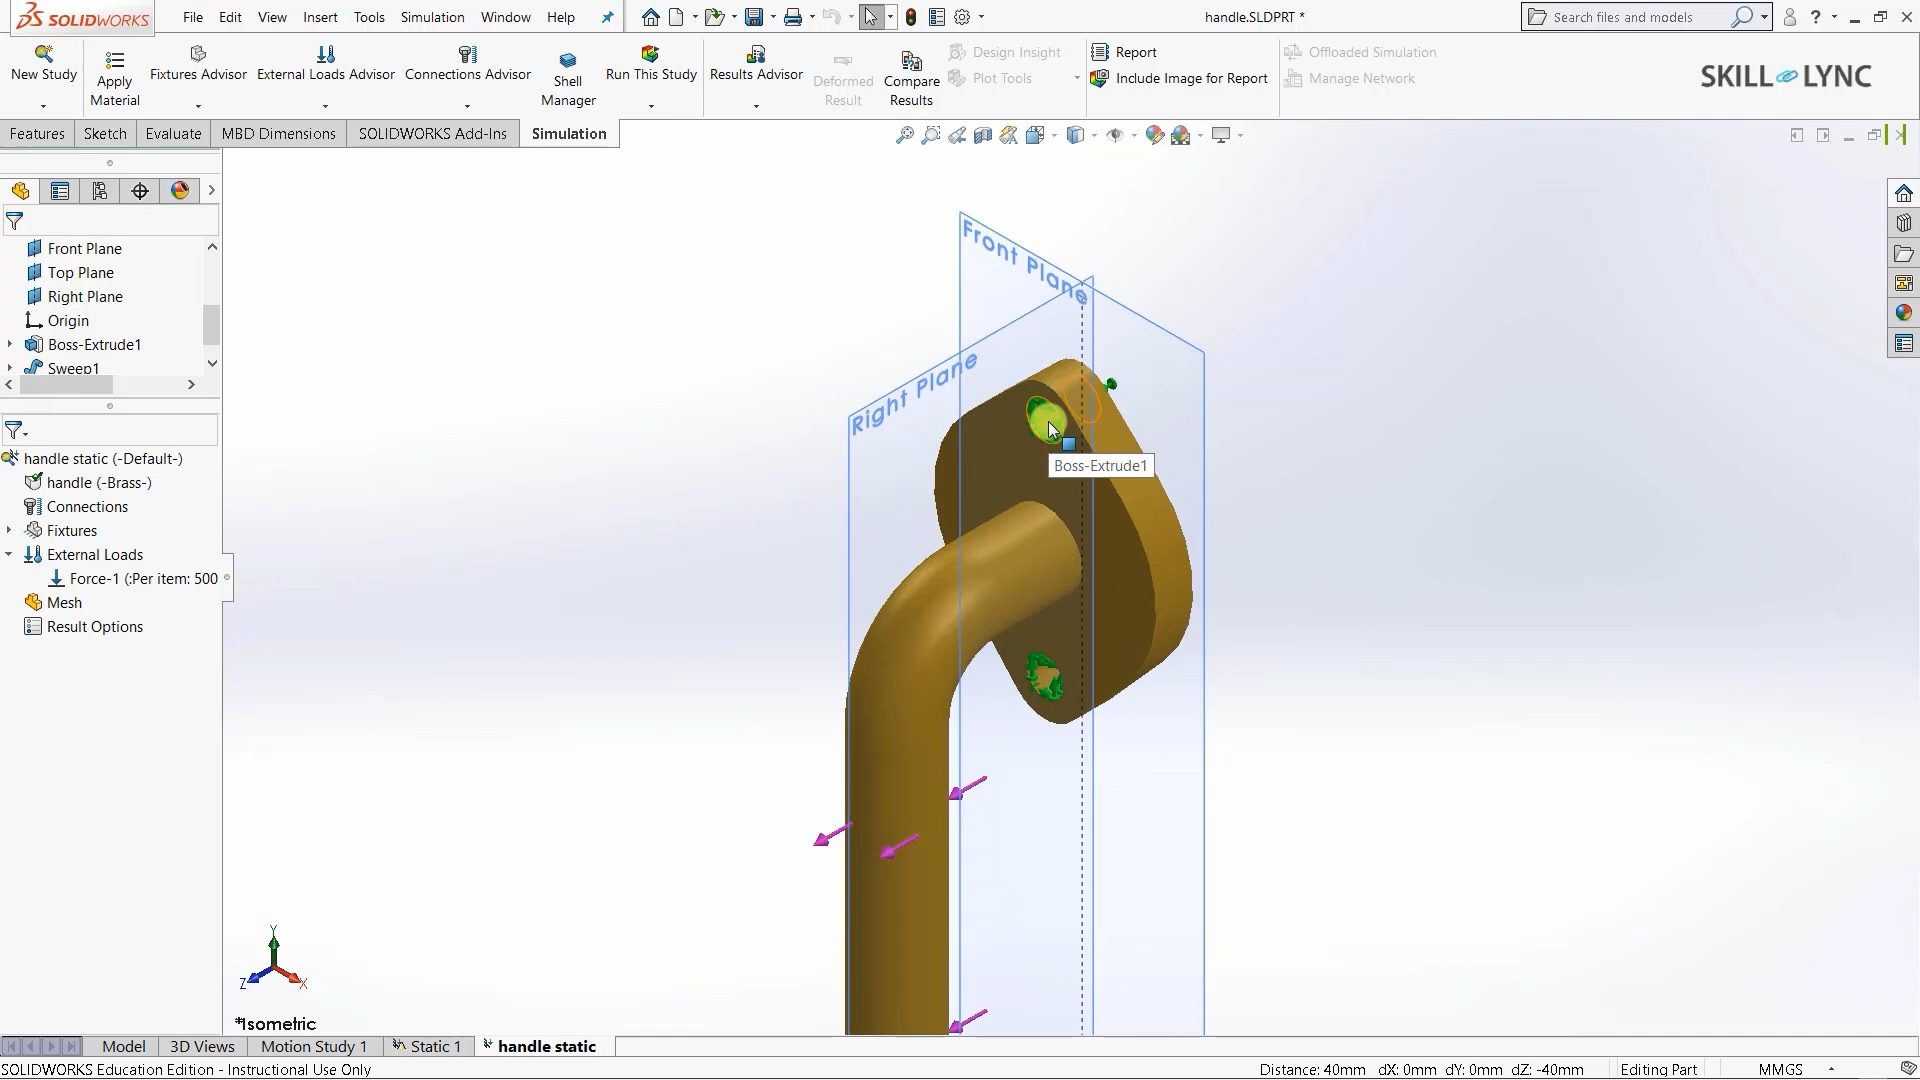 SOLIDWORKS
File Edit View Insert Tools Simulation Window Help
handle.SLDPRT *
Search files and models
New Study
Apply Material
Fixtures Advisor
External Loads Advisor
Connections Advisor
Shell Manager
Run This Study
Results Advisor
Deformed Result
Compare Results
Design Insight
Plot Tools
Report
Include Image for Report
Offloaded Simulation
Manage Network
SKILL LYNC
Features Sketch Evaluate MBD Dimensions SOLIDWORKS Add-Ins Simulation
Front Plane
Top Plane
Right Plane
Origin
Boss-Extrude1
Sweep1
handle static (-Default-)
handle (-Brass-)
Connections
Fixtures
External Loads
Force-1 (:Per item: 500
Mesh
Result Options
Front Plane
Right Plane
Boss-Extrude1
Y
Z
X
*Isometric
Model 3D Views Motion Study 1 Static 1 handle static
SOLIDWORKS Education Edition - Instructional Use Only
Distance: 40mm dX: 0mm dY: 0mm dZ: -40mm Editing Part MMGS